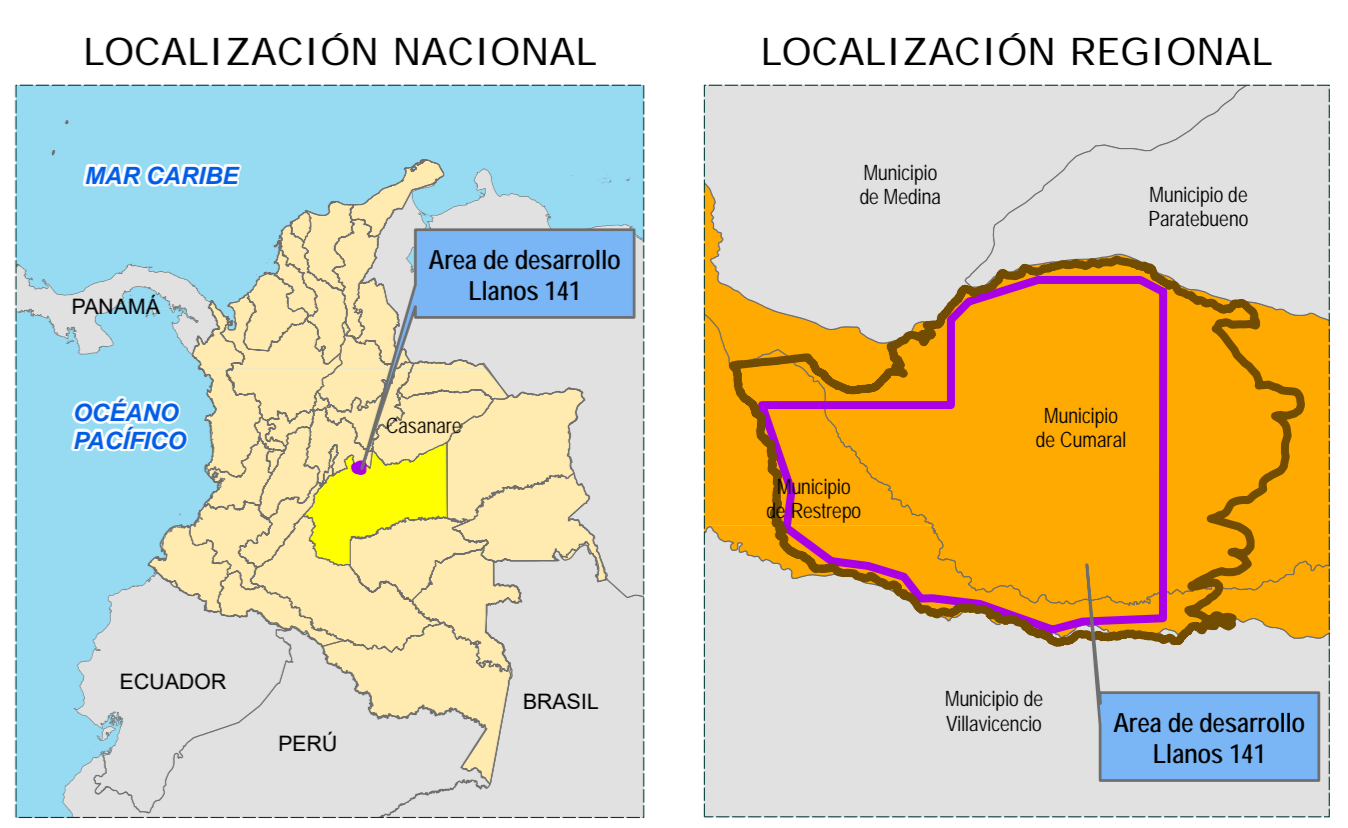 LOCALIZACIÓN NACIONAL
MAR CARIBE
Area de desarrollo
Llanos 141
PANAMÁ
OCÉANO
PACÍFICO
Casanare
ECUADOR
BRASIL
PERÚ
LOCALIZACIÓN REGIONAL
Municipio
de Medina
Municipio de
Paratebueno
Municipio
de Cumaral
Municipio
de Restrepo
Municipio de
Villavicencio
Area de desarrollo
Llanos 141